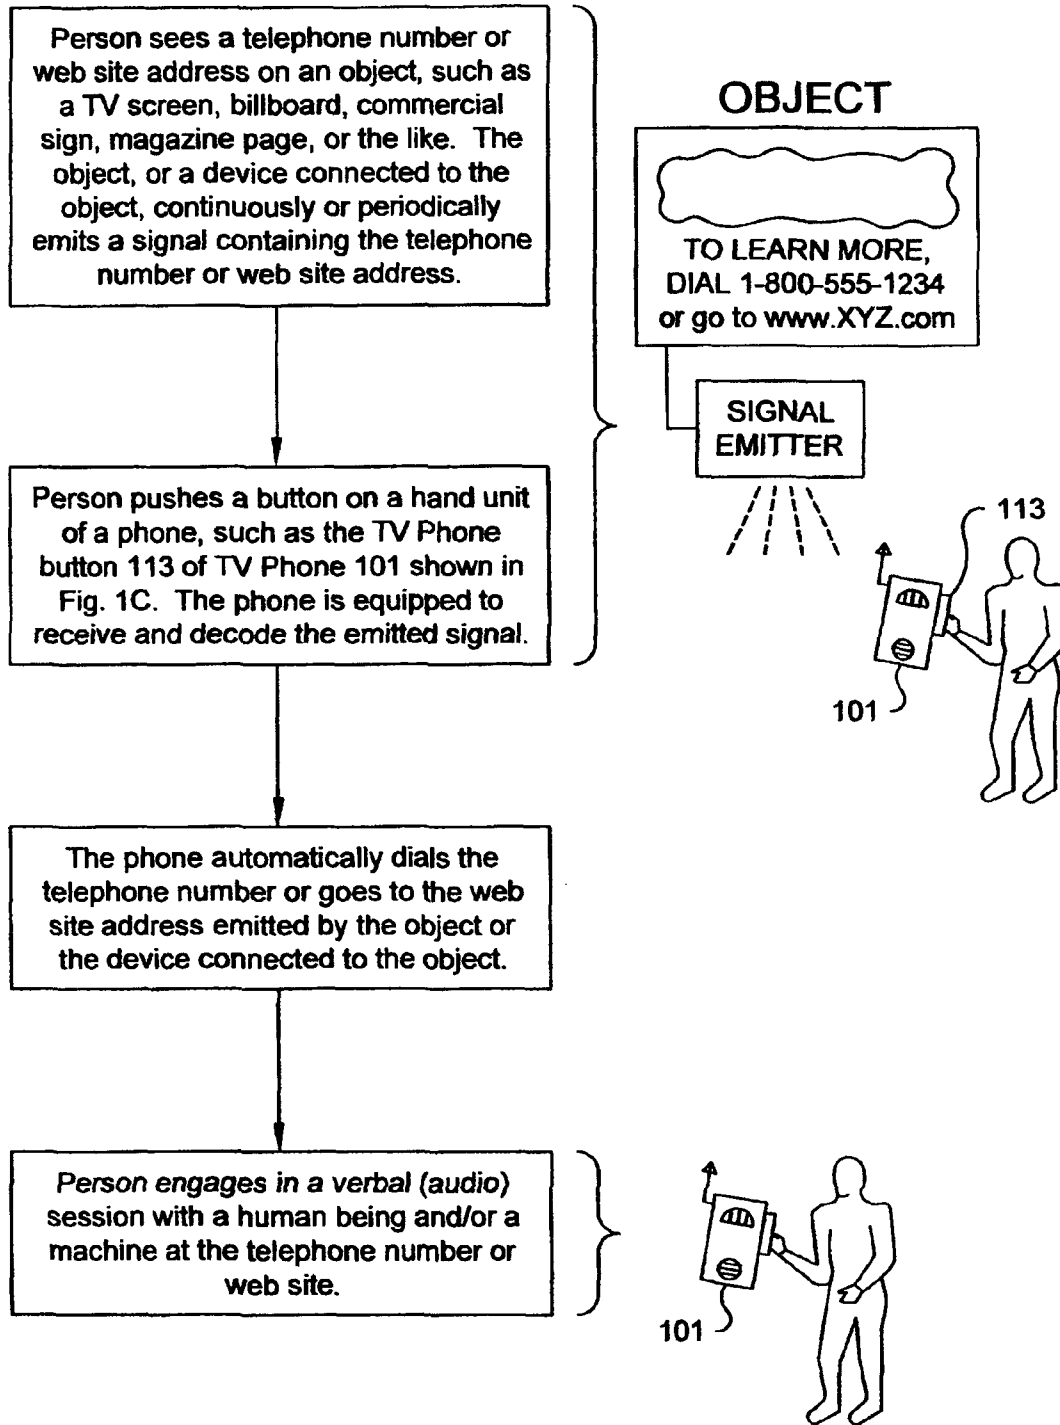 Person sees a telephone number or
web site address on an object, such as
a TV screen, billboard, commercial
sign, magazine page, or the like. The
object, or a device connected to the
object, continuously or periodically
emits a signal containing the telephone
number or web site address.
OBJECT
TO LEARN MORE,
DIAL 1-800-555-1234
or go to www.XYZ.com
SIGNAL
EMITTER
Person pushes a button on a hand unit
of a phone, such as the TV Phone
button 113 of TV Phone 101 shown in
Fig. 1C. The phone is equipped to
receive and decode the emitted signal.
113
101
The phone automatically dials the
telephone number or goes to the web
site address emitted by the object or
the device connected to the object.
Person engages in a verbal (audio)
session with a human being and/or a
machine at the telephone number or
web site.
101